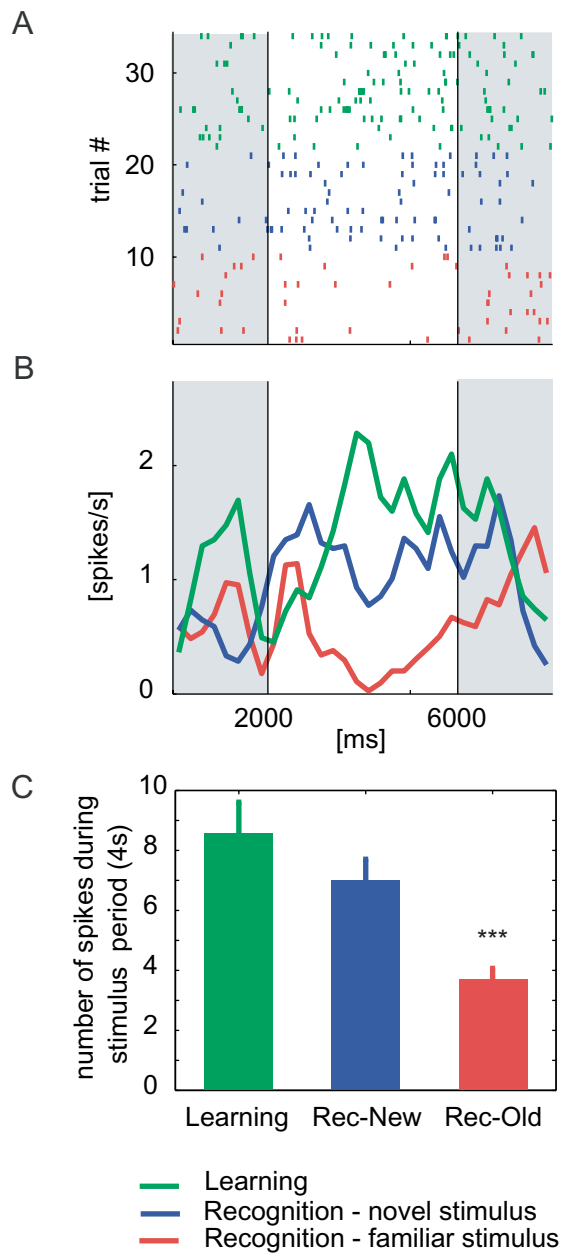 A
30
20
10
trial #
B
2
1
0
[spikes/s]
2000
6000
[ms]
C
10
8
6
4
2
0
number of spikes during
stimulus period (4s)
***
Learning
Rec-New
Rec-Old
Learning
Recognition - novel stimulus
Recognition - familiar stimulus